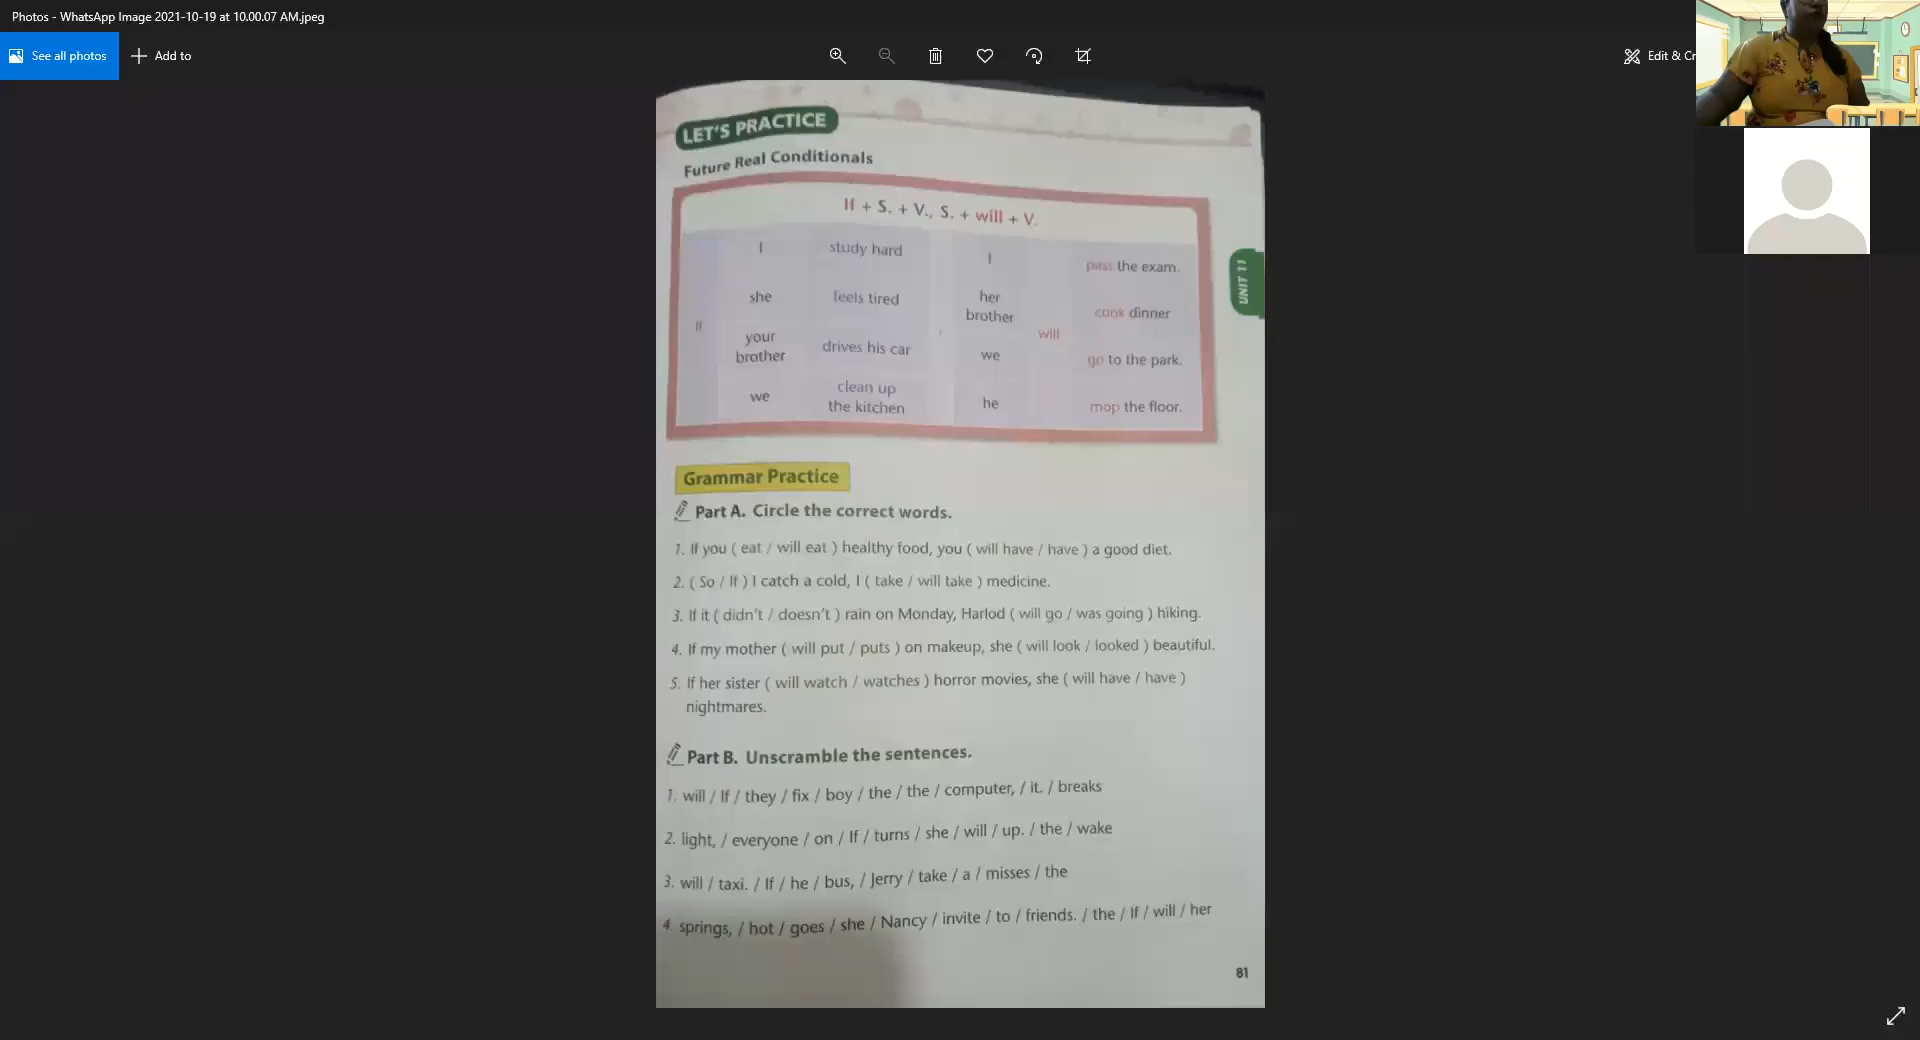 Photos - WhatsApp Image 2021-10-19 at 10.00.07 AM.jpeg
See all photos
Add to
Edit & Cr
LET'S PRACTICE
Future Real Conditionals
If + S. + V., S. + will + V.
I study hard I pass the exam.
she feels tired her brother cook dinner
If , will
your brother drives his car we go to the park.
we clean up the kitchen he mop the floor.
UNIT 11
Grammar Practice
Part A. Circle the correct words.
1. If you ( eat / will eat ) healthy food, you ( will have / have ) a good diet.
2. ( So / If ) I catch a cold, I ( take / will take ) medicine.
3. If it ( didn't / doesn't ) rain on Monday, Harlod ( will go / was going ) hiking.
4. If my mother ( will put / puts ) on makeup, she ( will look / looked ) beautiful.
5. If her sister ( will watch / watches ) horror movies, she ( will have / have )
nightmares.
Part B. Unscramble the sentences.
1. will / If / they / fix / boy / the / the / computer, / it. / breaks
2. light, / everyone / on / If / turns / she / will / up. / the / wake
3. will / taxi. / If / he / bus, / Jerry / take / a / misses / the
4. springs, / hot / goes / she / Nancy / invite / to / friends. / the / If / will / her
81